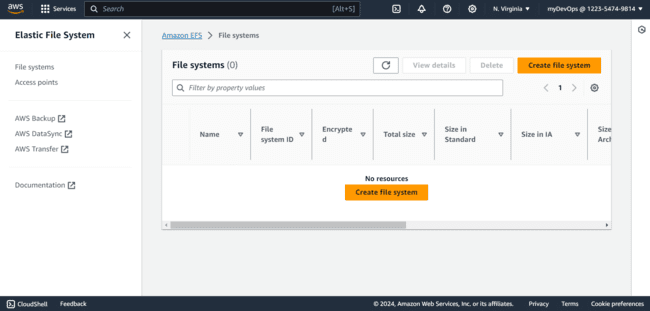 aws
Services
Search
[Alt+S]
N. Virginia
myDevOps @ 1223-5474-9814
Elastic File System
File systems
Access points
AWS Backup
AWS DataSync
AWS Transfer
Documentation
Amazon EFS
File systems
File systems (0)
View details
Delete
Create file system
Filter by property values
1
Name
File
system ID
Encrypte
d
Total size
Size in
Standard
Size in IA
Size
Arch
No resources
Create file system
CloudShell
Feedback
© 2024, Amazon Web Services, Inc. or its affiliates.
Privacy
Terms
Cookie preferences